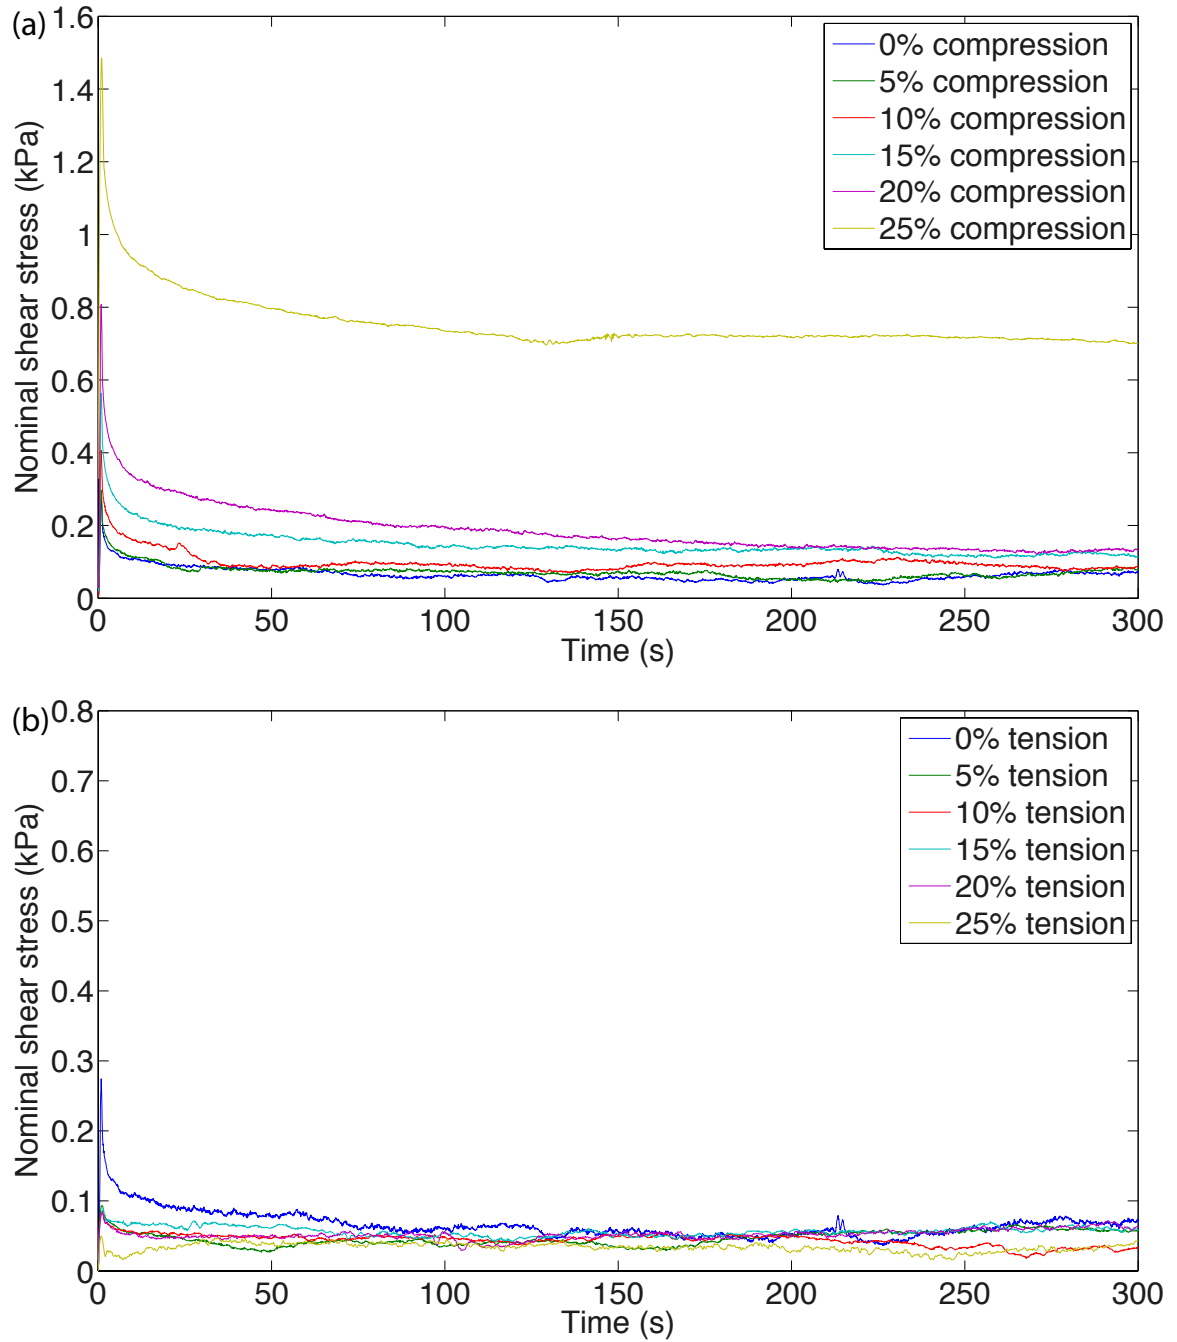 (a)
1.6
1.4
1.2
1
0.8
0.6
0.4
0.2
0
Nominal shear stress (kPa)
0% compression
5% compression
10% compression
15% compression
20% compression
25% compression
0 50 100 150 200 250 300
Time (s)
(b)
0.8
0.7
0.6
0.5
0.4
0.3
0.2
0.1
0
Nominal shear stress (kPa)
0% tension
5% tension
10% tension
15% tension
20% tension
25% tension
0 50 100 150 200 250 300
Time (s)